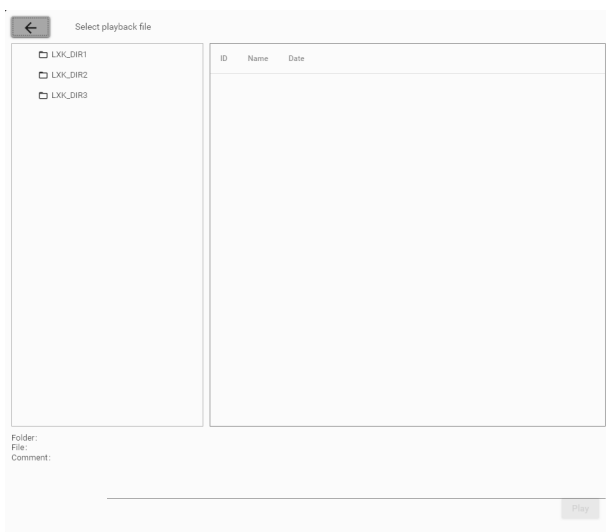 Select playback file
LXK_DIR1
LXK_DIR2
LXK_DIR3
ID Name Date
Folder:
File:
Comment:
Play